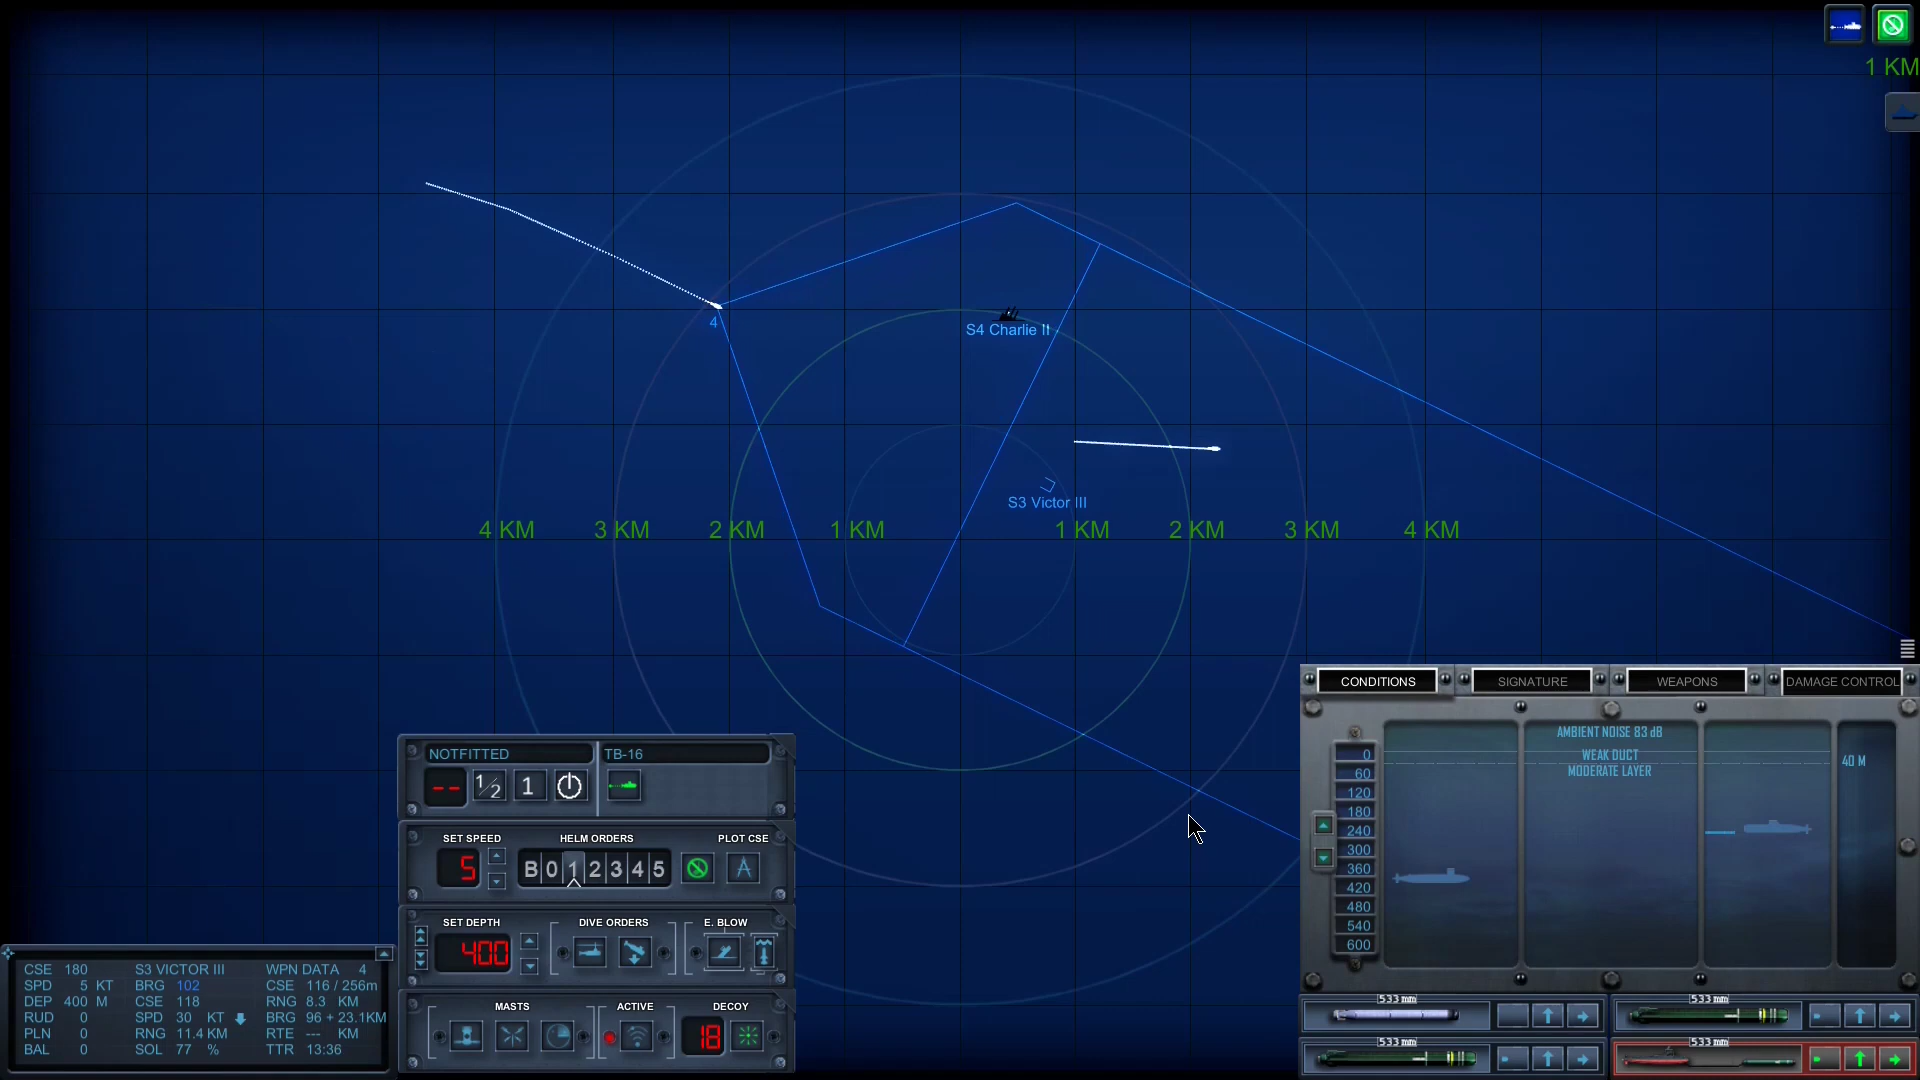 1 KM
4
S4 Charlie II
S3 Victor III
4 KM 3 KM 2 KM 1 KM 1 KM 2 KM 3 KM 4 KM
CONDITIONS SIGNATURE WEAPONS DAMAGE CONTROL
AMBIENT NOISE 83 dB
WEAK DUCT
MODERATE LAYER
40 M
0
60
120
180
240
300
360
420
480
540
600
533 mm 533 mm
533 mm 533 mm
NOTFITTED TB-16
-- 1/2 1
SET SPEED HELM ORDERS PLOT CSE
5 B 0 1 2 3 4 5
SET DEPTH DIVE ORDERS E. BLOW
400
MASTS ACTIVE DECOY
18
CSE 180 S3 VICTOR III WPN DATA 4
SPD 5 KT BRG 102 CSE 116 / 256m
DEP 400 M CSE 118 RNG 8.3 KM
RUD 0 SPD 30 KT BRG 96 + 23.1KM
PLN 0 RNG 11.4 KM RTE --- KM
BAL 0 SOL 77 % TTR 13:36